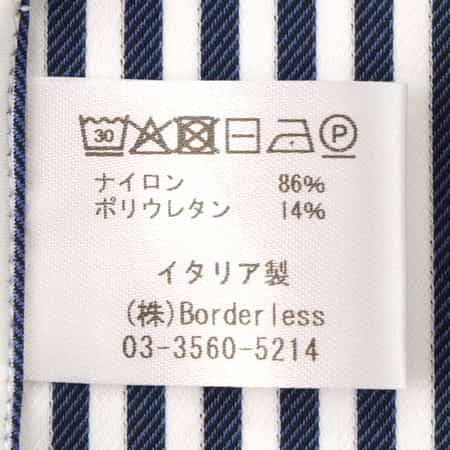 30 P
ナイロン 86%
ポリウレタン 14%
イタリア製
(株)Borderless
03-3560-5214